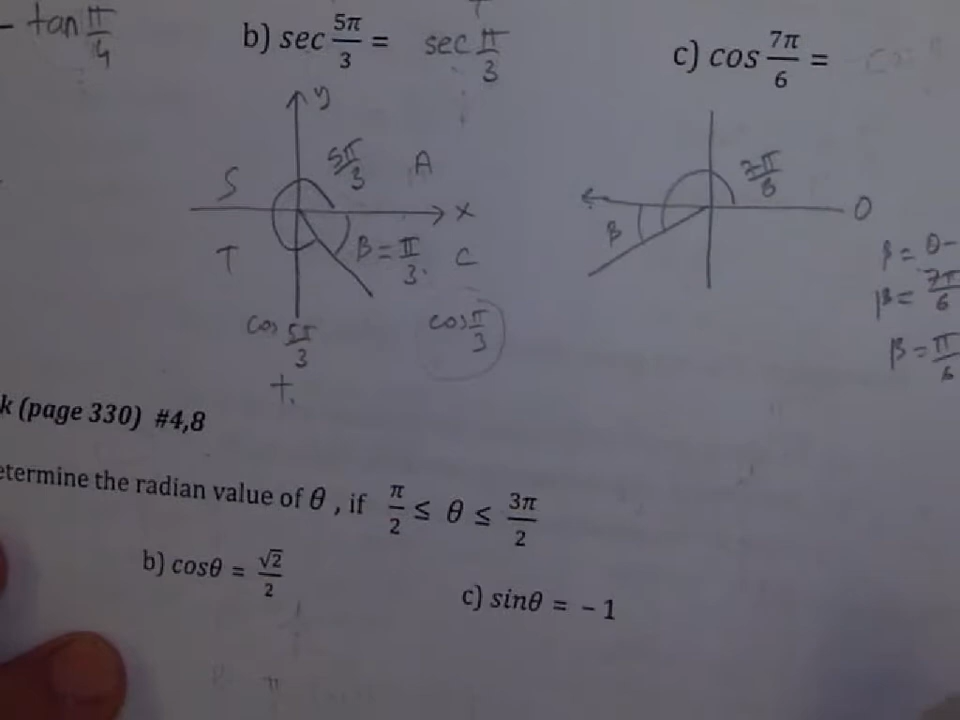 - tan π/4
b) sec 5π/3 = sec π/3
c) cos 7π/6 =
y
5π/3
S
A
x
T
β = π/3.
C
cos 5π/3
+.
cos π/3
7π/6
0
β
β = θ-
β = 7π/6
β = π/6
k (page 330) #4,8
etermine the radian value of θ , if π/2 ≤ θ ≤ 3π/2
b) cosθ = √2/2
c) sinθ = - 1